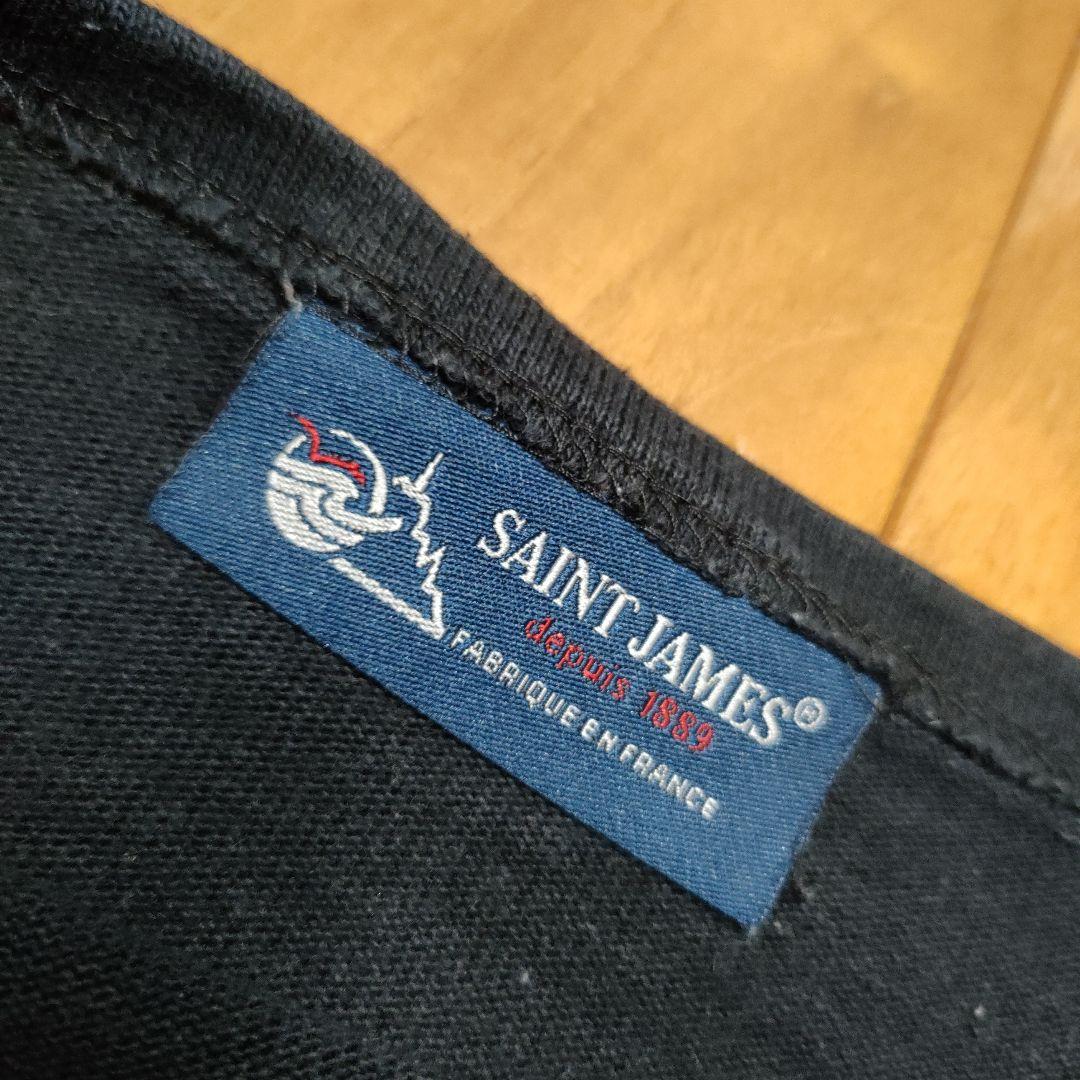 SAINT JAMES®
depuis 1889
FABRIQUE EN FRANCE